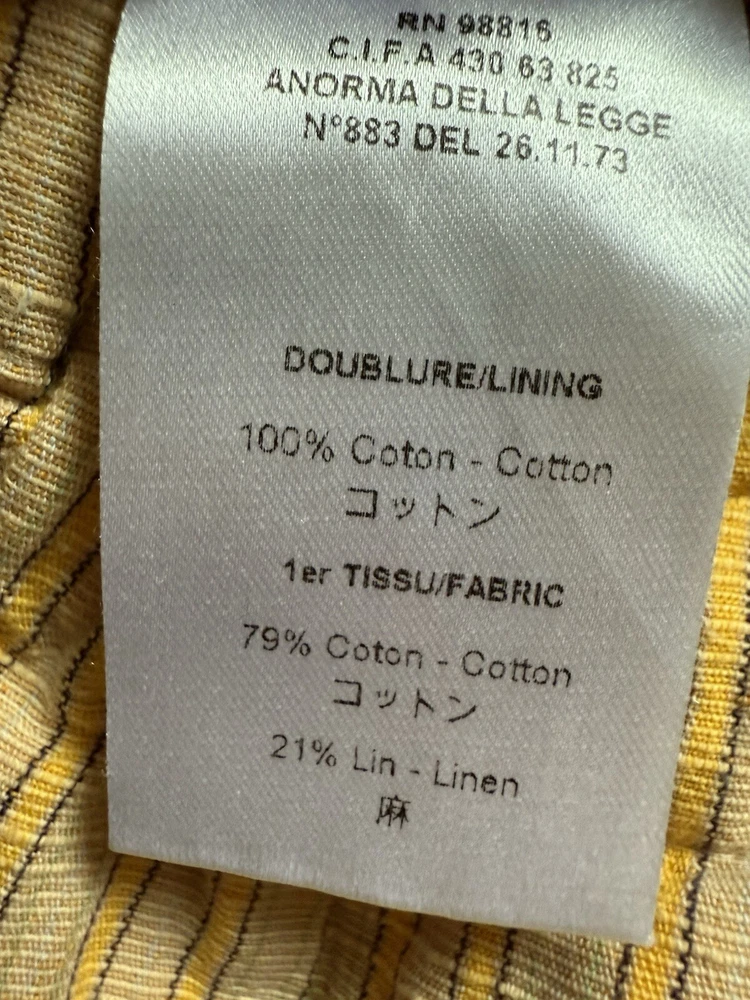 RN 98816
C.I.F.A 430 63 825
ANORMA DELLA LEGGE
N°883 DEL 26.11.73
DOUBLURE/LINING
100% Coton - Cotton
コットン
1er TISSU/FABRIC
79% Coton - Cotton
コットン
21% Lin - Linen
麻